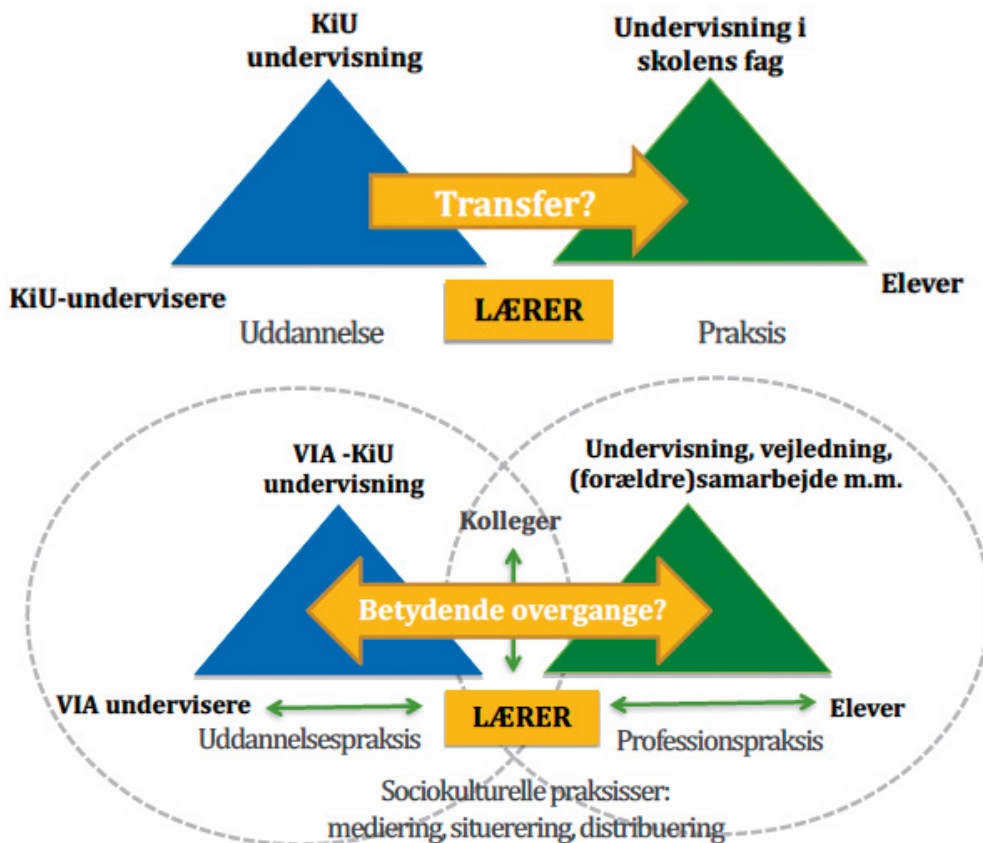 KiU
undervisning
Undervisning i
skolens fag
Transfer?
KiU-undervisere
LÆRER
Elever
Uddannelse
Praksis
VIA -KiU
undervisning
Undervisning, vejledning,
(forældre)samarbejde m.m.
Kolleger
Betydende overgange?
VIA undervisere
LÆRER
Elever
Uddannelsespraksis
Professionspraksis
Sociokulturelle praksisser:
mediering, situerering, distribuering